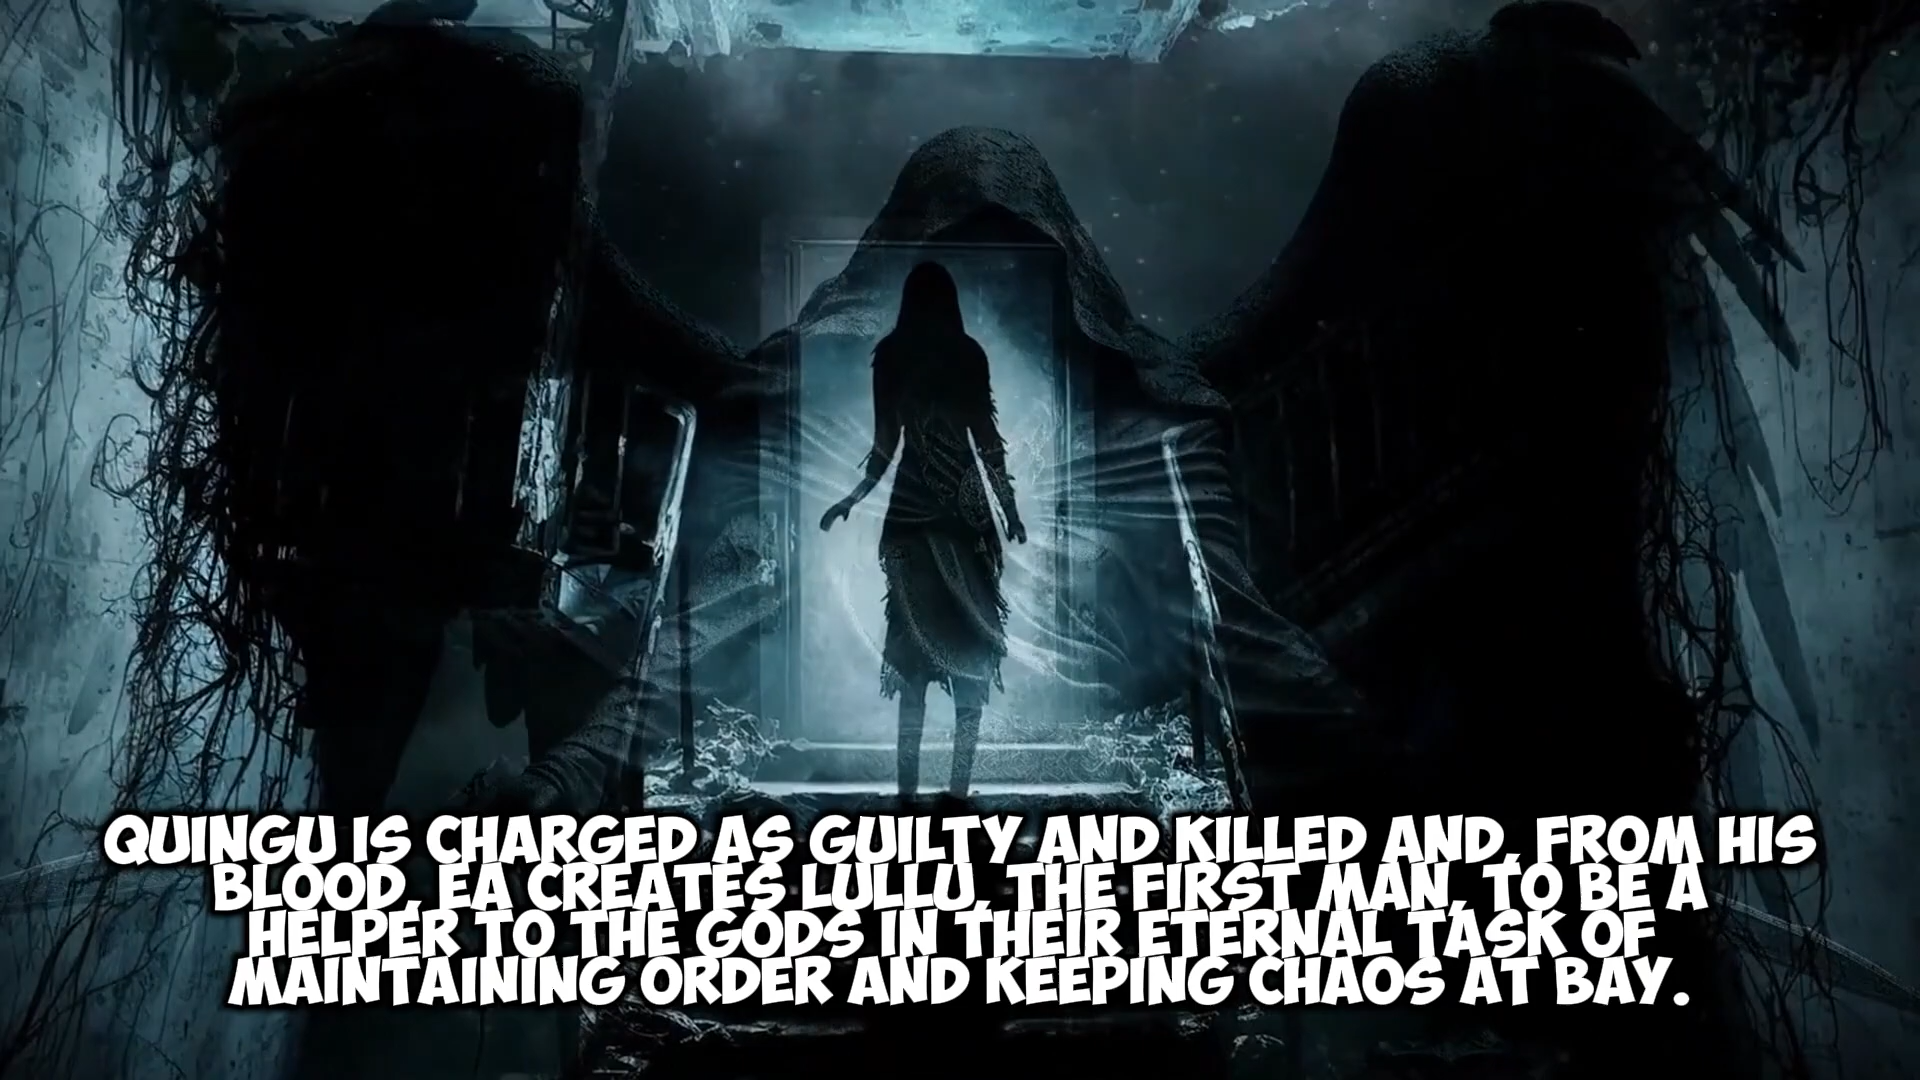 QUINGU IS CHARGED AS GUILTY AND KILLED AND, FROM HIS
BLOOD, EA CREATES LULLU, THE FIRST MAN, TO BE A
HELPER TO THE GODS IN THEIR ETERNAL TASK OF
MAINTAINING ORDER AND KEEPING CHAOS AT BAY.